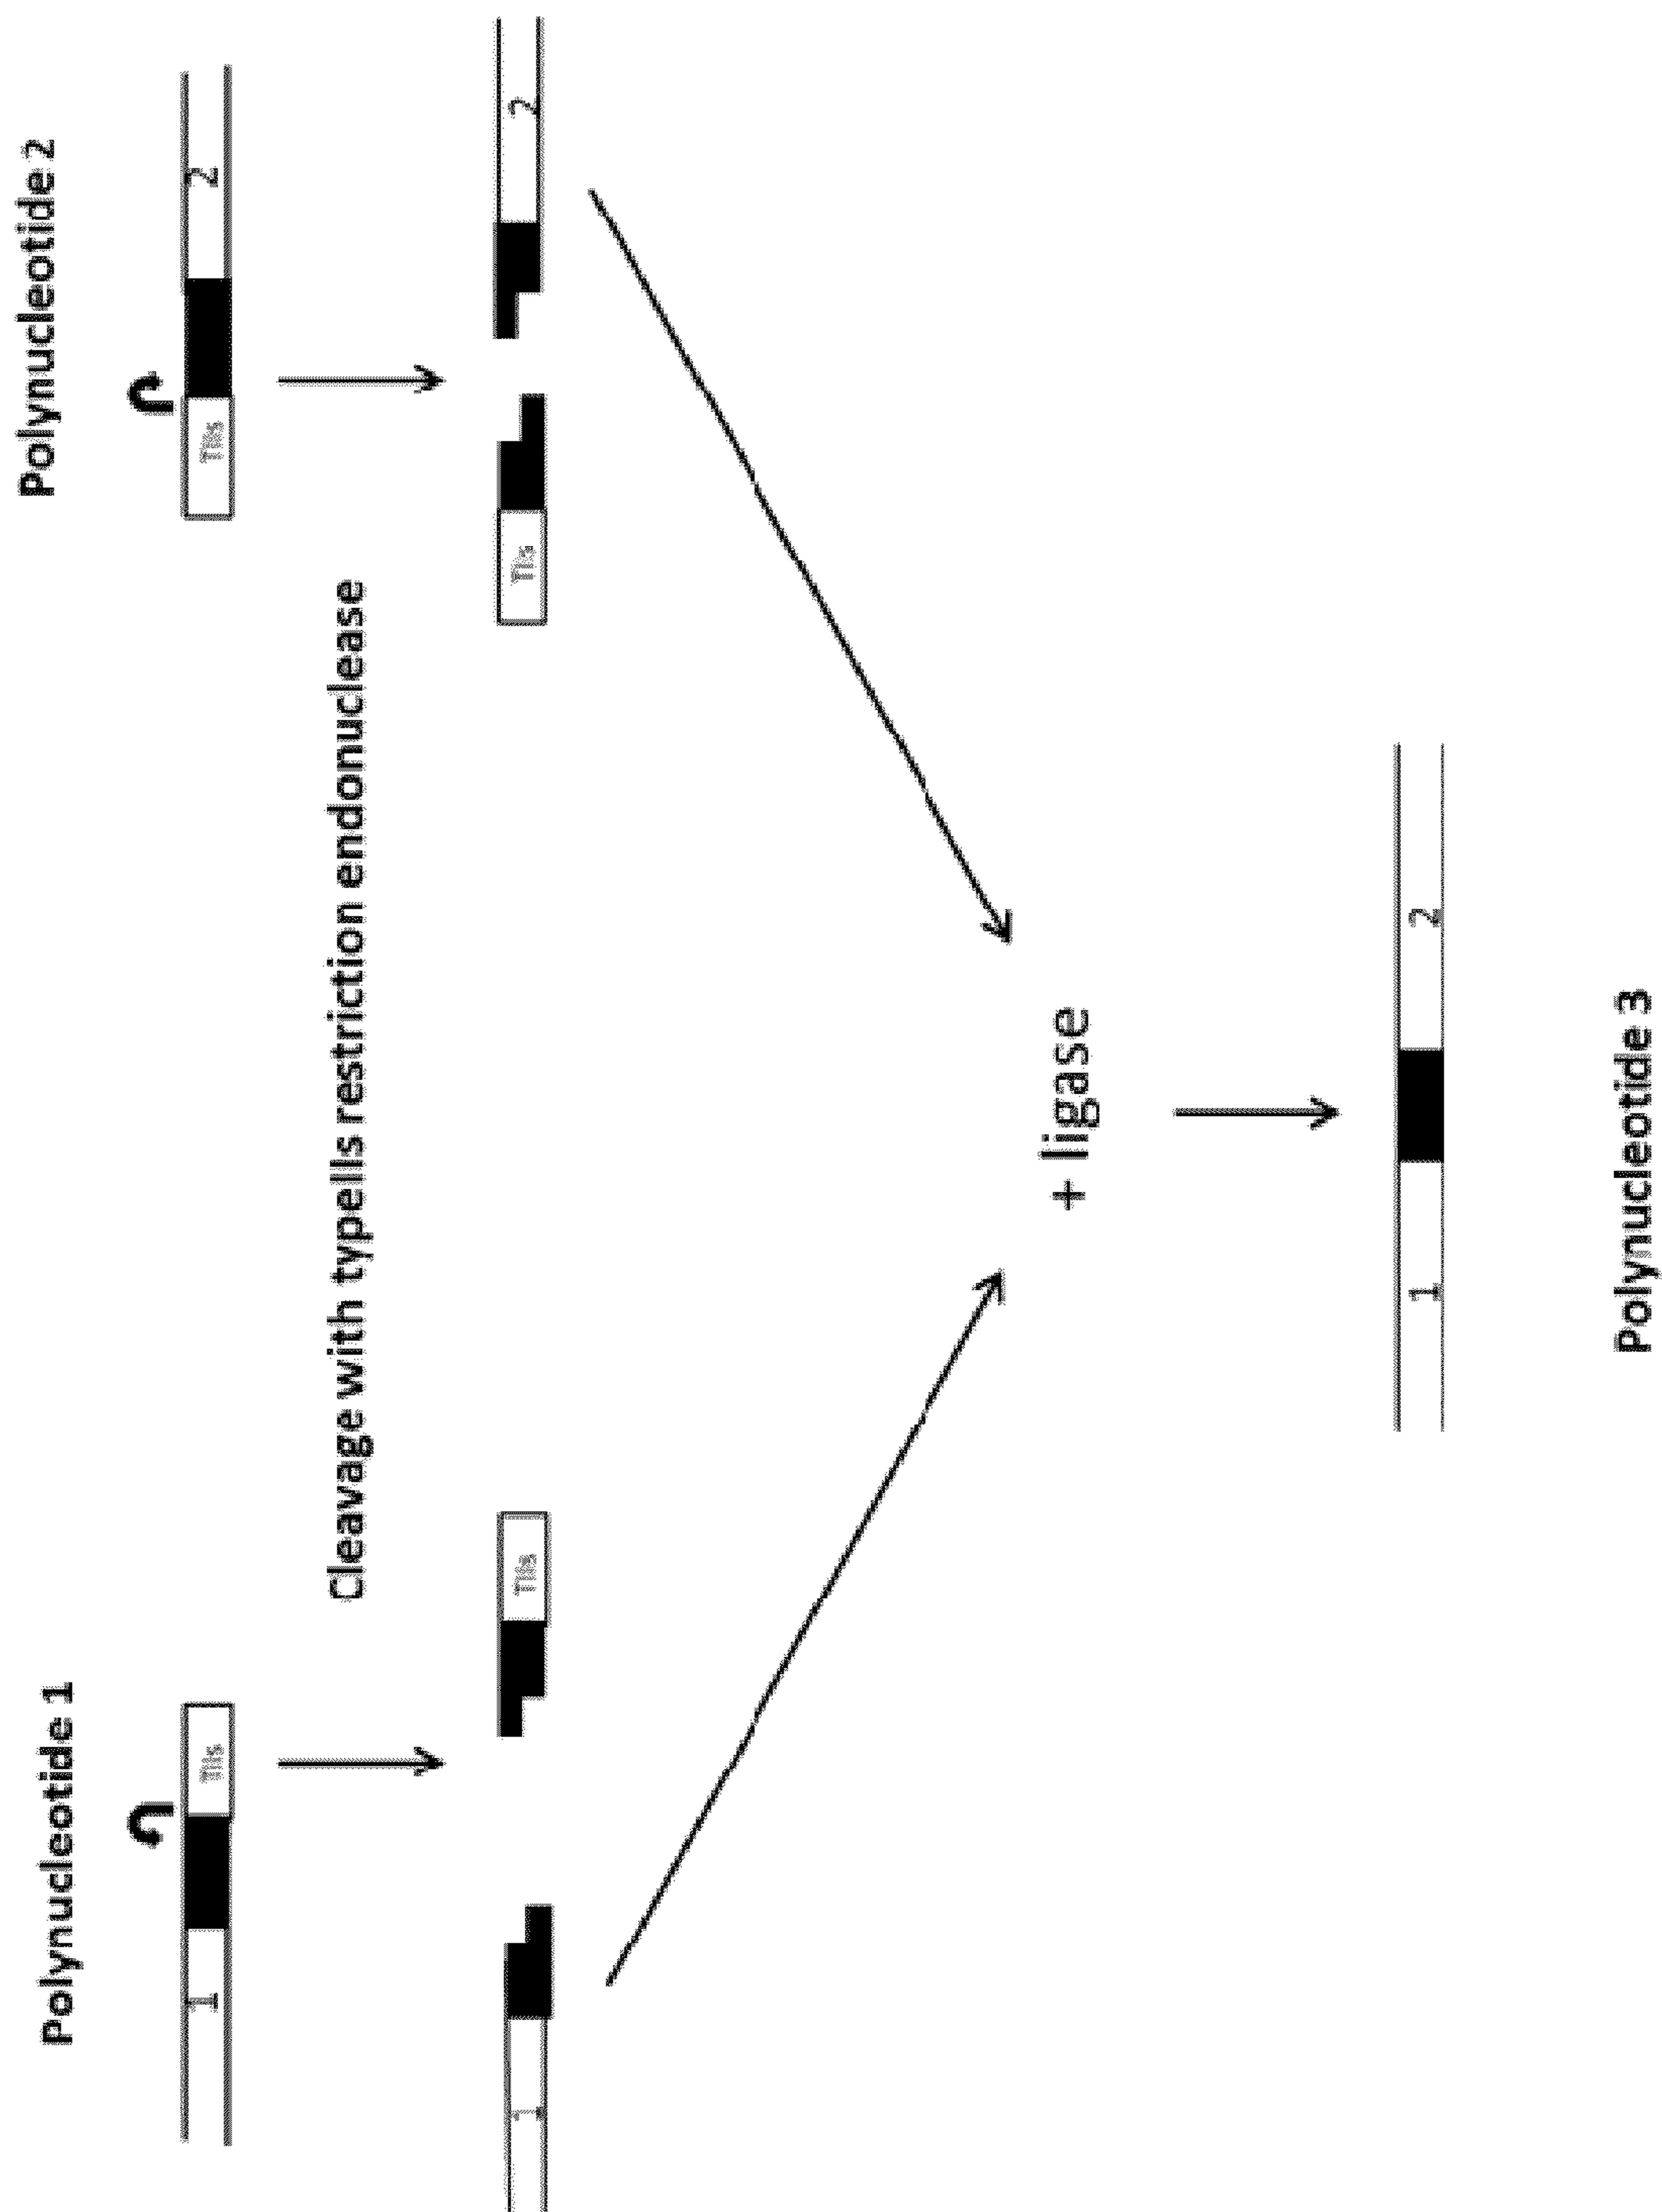 Polynucleotide 1
Polynucleotide 2
1
TIIs
TIIs
2
Cleavage with typeIIs restriction endonuclease
1
TIIs
TIs
2
+ ligase
1
2
Polynucleotide 3